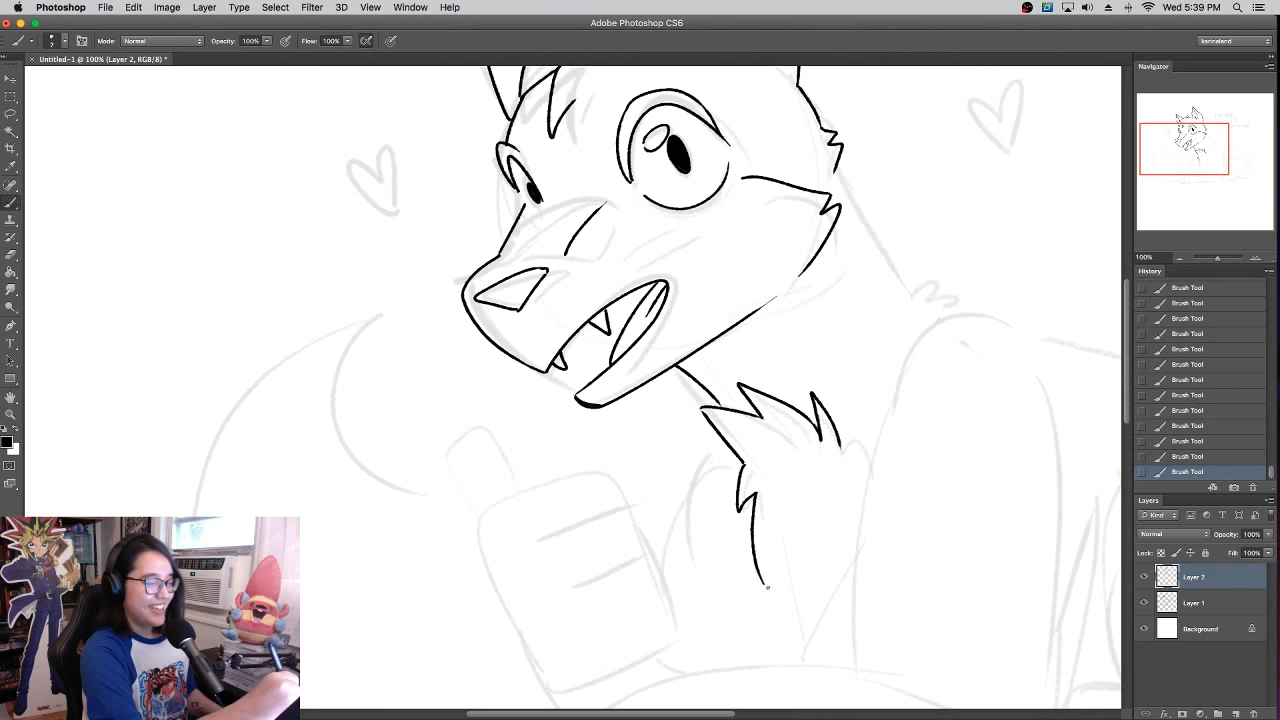 Photoshop File Edit Image Layer Type Select Filter 3D View Window Help Wed 5:39 PM
Adobe Photoshop CS6
7 Mode: Normal Opacity: 100% Flow: 100% karinaland
Untitled-1 @ 100% (Layer 2, RGB/8) *
Navigator
100%
History
Brush Tool
Brush Tool
Brush Tool
Brush Tool
Brush Tool
Brush Tool
Brush Tool
Brush Tool
Brush Tool
Brush Tool
Brush Tool
Brush Tool
Brush Tool
Layers
Kind
Normal Opacity: 100%
Lock: Fill: 100%
Layer 2
Layer 1
Background